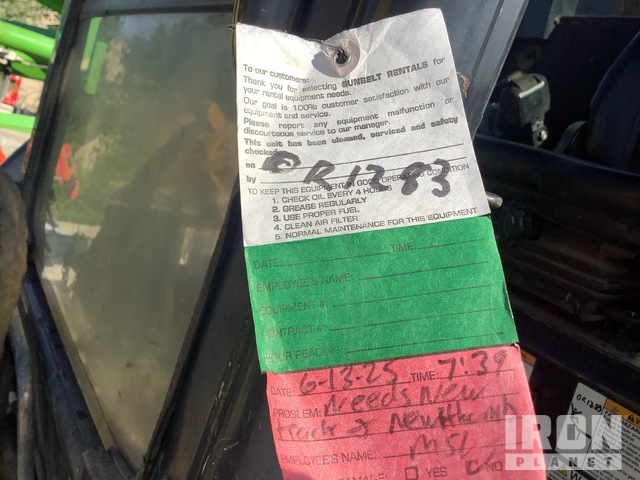 To our customers:
Thank you for selecting SUNBELT RENTALS for
your rental equipment needs.
Our goal is 100% customer satisfaction with our
equipment and service.
Please report any equipment malfunction or
discourteous service to our manager.
This unit has been cleaned, serviced and safety
checked:
on
by OR1283
TO KEEP THIS EQUIPMENT IN GOOD OPERATING CONDITION
1. CHECK OIL EVERY 4 HOURS
2. GREASE REGULARLY
3. USE PROPER FUEL
4. CLEAN AIR FILTER
5. NORMAL MAINTENANCE FOR THIS EQUIPMENT
DATE: TIME:
EMPLOYEE'S NAME:
EQUIPMENT #:
CONTRACT #:
HOUR READING:
DATE: 6-13-25 TIME: 7:39
PROBLEM: Needs New
track & New thumb
EMPLOYEE'S NAME: MSL
DAMAGE: YES NO
IRON
PLANET